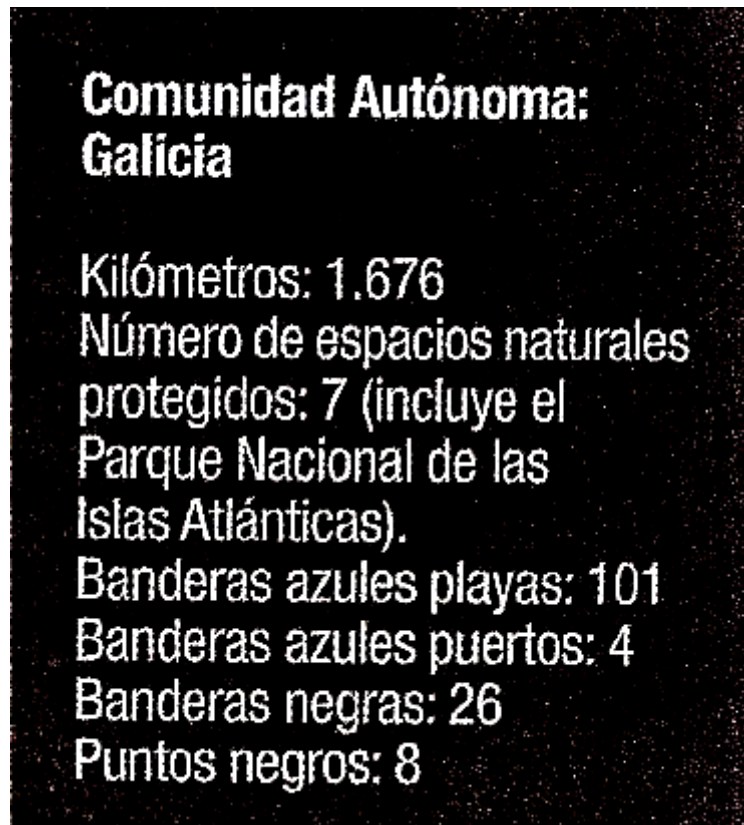 Comunidad Autónoma:
Galicia
Kilómetros: 1.676
Número de espacios naturales
protegidos: 7 (incluye el
Parque Nacional de las
Islas Atlánticas).
Banderas azules playas: 101
Banderas azules puertos: 4
Banderas negras: 26
Puntos negros: 8